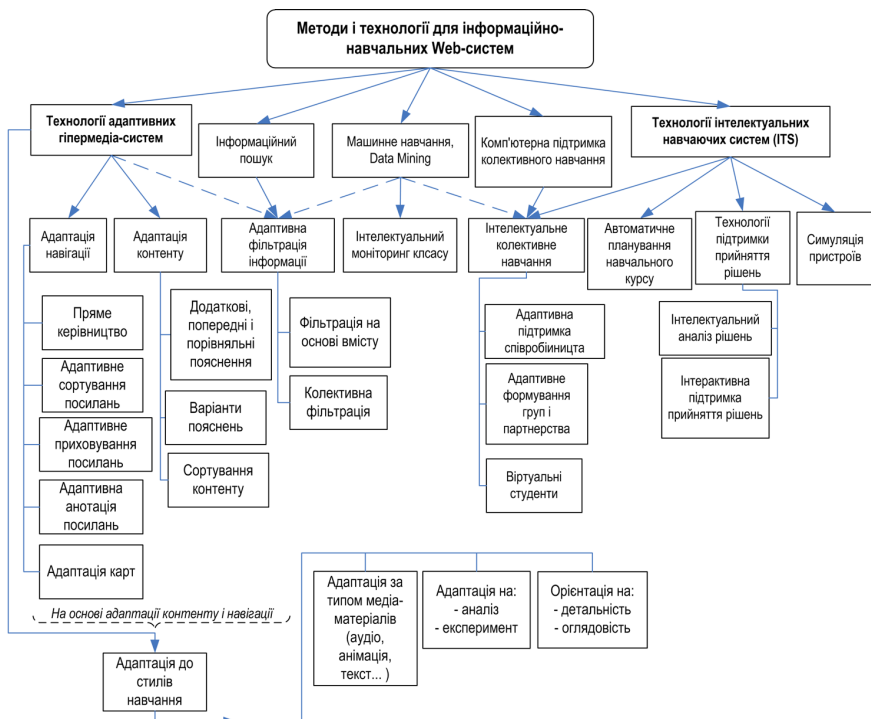 Методи і технології для інформаційно-
навчальних Web-систем
Технології адаптивних
гіпермедіа-систем
Інформаційний
пошук
Машинне навчання,
Data Mining
Комп'ютерна підтримка
колективного навчання
Технології інтелектуальних
навчаючих систем (ITS)
Адаптація
навігації
Адаптація
контенту
Адаптивна
фільтрація
інформації
Інтелектуальний
моніторинг клсасу
Інтелектуальне
колективне
навчання
Автоматичне
планування
навчального
курсу
Технології
підтримки
прийняття
рішень
Симуляція
пристроїв
Пряме
керівництво
Адаптивне
сортування
посилань
Адаптивне
приховування
посилань
Адаптивна
анотація
посилань
Адаптація карт
Додаткові,
попередні і
порівняльні
пояснення
Варіанти
пояснень
Сортування
контенту
Фільтрація на
основі вмісту
Колективна
фільтрація
Адаптивна
підтримка
співробіиницта
Адаптивне
формування
груп і
партнерства
Віртуальні
студенти
Інтелектуальний
аналіз рішень
Інтерактивна
підтримка
прийняття рішень
На основі адаптації контенту і навігації
Адаптація до
стилів
навчання
Адаптація за
типом медіа-
матеріалів
(аудіо,
анімація,
текст... )
Адаптація на:
- аналіз
- експеримент
Орієнтація на:
- детальність
- оглядовість